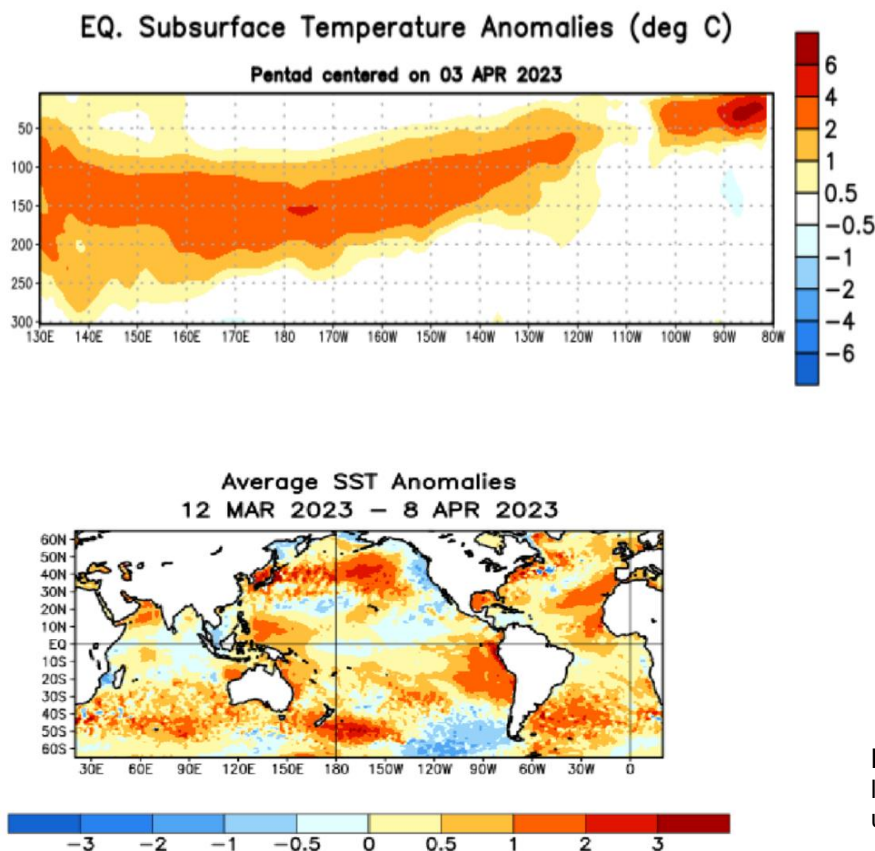 EQ. Subsurface Temperature Anomalies (deg C)
Pentad centered on 03 APR 2023
50
100
150
200
250
300
130E 140E 150E 160E 170E 180 170W 160W 150W 140W 130W 120W 110W 100W 90W 80W
6
4
2
1
0.5
-0.5
-1
-2
-4
-6
Average SST Anomalies
12 MAR 2023 – 8 APR 2023
60N
50N
40N
30N
20N
10N
EQ
10S
20S
30S
40S
50S
60S
30E 60E 90E 120E 150E 180 150W 120W 90W 60W 30W 0
-3 -2 -1 -0.5 0 0.5 1 2 3